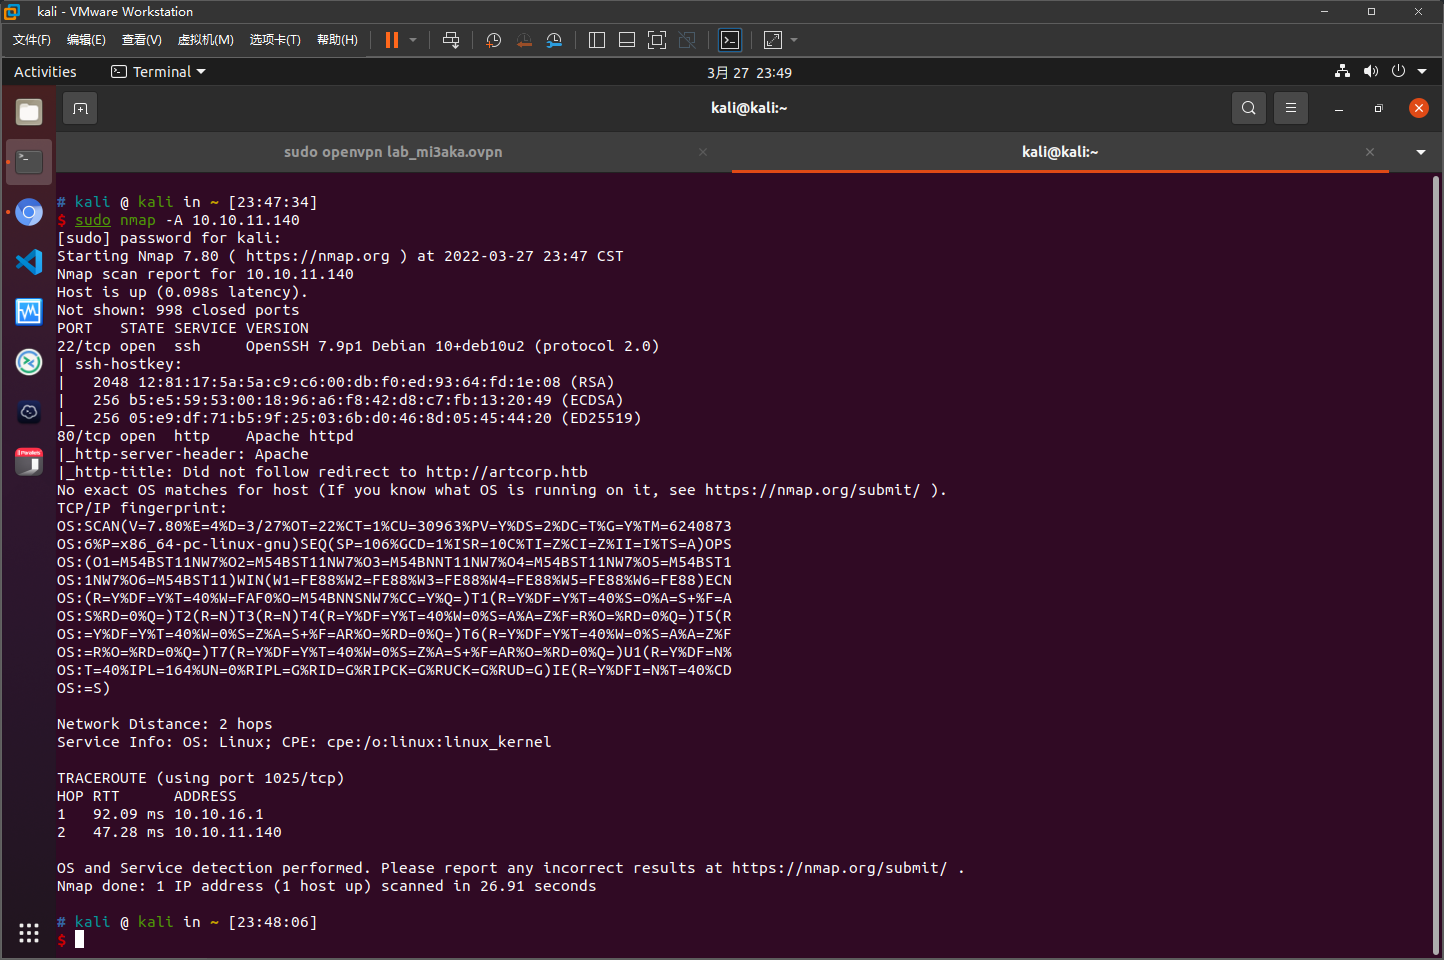 kali - VMware Workstation
文件(F) 编辑(E) 查看(V) 虚拟机(M) 选项卡(T) 帮助(H)
Activities Terminal 3月 27 23:49
kali@kali:~
sudo openvpn lab_mi3aka.ovpn kali@kali:~
# kali @ kali in ~ [23:47:34]
$ sudo nmap -A 10.10.11.140
[sudo] password for kali:
Starting Nmap 7.80 ( https://nmap.org ) at 2022-03-27 23:47 CST
Nmap scan report for 10.10.11.140
Host is up (0.098s latency).
Not shown: 998 closed ports
PORT   STATE SERVICE VERSION
22/tcp open  ssh     OpenSSH 7.9p1 Debian 10+deb10u2 (protocol 2.0)
| ssh-hostkey:
|   2048 12:81:17:5a:5a:c9:c6:00:db:f0:ed:93:64:fd:1e:08 (RSA)
|   256 b5:e5:59:53:00:18:96:a6:f8:42:d8:c7:fb:13:20:49 (ECDSA)
|_  256 05:e9:df:71:b5:9f:25:03:6b:d0:46:8d:05:45:44:20 (ED25519)
80/tcp open  http    Apache httpd
|_http-server-header: Apache
|_http-title: Did not follow redirect to http://artcorp.htb
No exact OS matches for host (If you know what OS is running on it, see https://nmap.org/submit/ ).
TCP/IP fingerprint:
OS:SCAN(V=7.80%E=4%D=3/27%OT=22%CT=1%CU=30963%PV=Y%DS=2%DC=T%G=Y%TM=6240873
OS:6%P=x86_64-pc-linux-gnu)SEQ(SP=106%GCD=1%ISR=10C%TI=Z%CI=Z%II=I%TS=A)OPS
OS:(O1=M54BST11NW7%O2=M54BST11NW7%O3=M54BNNT11NW7%O4=M54BST11NW7%O5=M54BST1
OS:1NW7%O6=M54BST11)WIN(W1=FE88%W2=FE88%W3=FE88%W4=FE88%W5=FE88%W6=FE88)ECN
OS:(R=Y%DF=Y%T=40%W=FAF0%O=M54BNNSNW7%CC=Y%Q=)T1(R=Y%DF=Y%T=40%S=O%A=S+%F=A
OS:S%RD=0%Q=)T2(R=N)T3(R=N)T4(R=Y%DF=Y%T=40%W=0%S=A%A=Z%F=R%O=%RD=0%Q=)T5(R
OS:=Y%DF=Y%T=40%W=0%S=Z%A=S+%F=AR%O=%RD=0%Q=)T6(R=Y%DF=Y%T=40%W=0%S=A%A=Z%F
OS:=R%O=%RD=0%Q=)T7(R=Y%DF=Y%T=40%W=0%S=Z%A=S+%F=AR%O=%RD=0%Q=)U1(R=Y%DF=N%
OS:T=40%IPL=164%UN=0%RIPL=G%RID=G%RIPCK=G%RUCK=G%RUD=G)IE(R=Y%DFI=N%T=40%CD
OS:=S)
Network Distance: 2 hops
Service Info: OS: Linux; CPE: cpe:/o:linux:linux_kernel
TRACEROUTE (using port 1025/tcp)
HOP RTT      ADDRESS
1   92.09 ms 10.10.16.1
2   47.28 ms 10.10.11.140
OS and Service detection performed. Please report any incorrect results at https://nmap.org/submit/ .
Nmap done: 1 IP address (1 host up) scanned in 26.91 seconds
# kali @ kali in ~ [23:48:06]
$